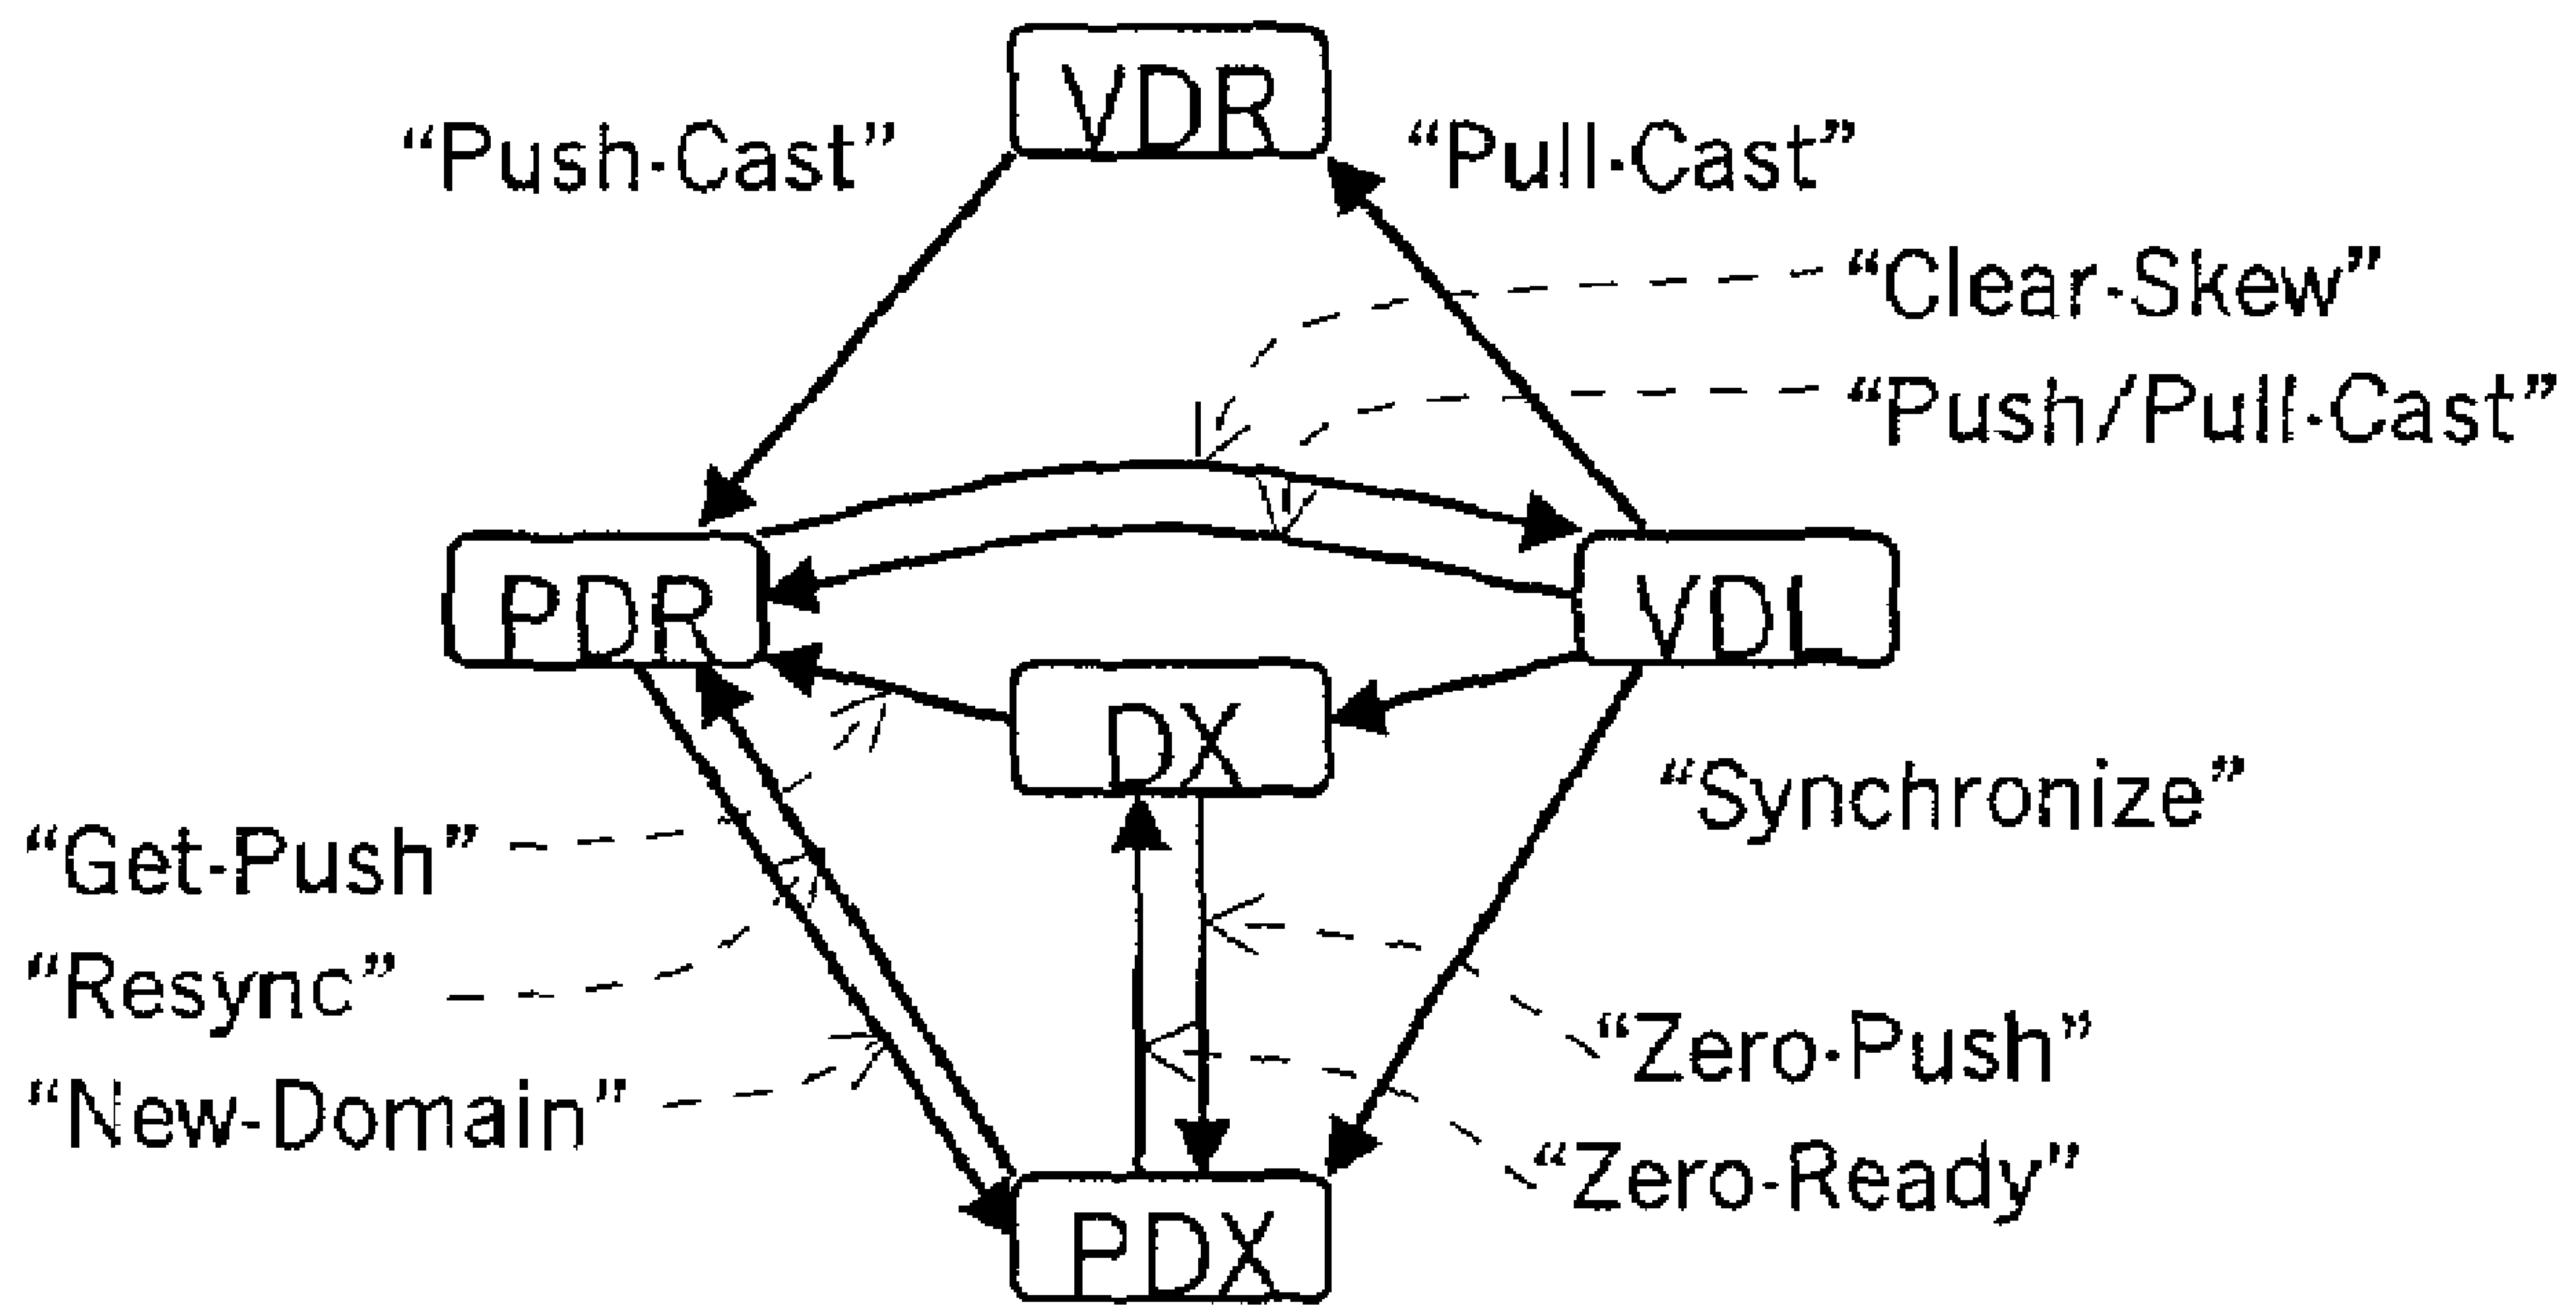 VDR
“Push-Cast”
“Pull-Cast”
“Clear-Skew”
“Push/Pull-Cast”
PDR
VDL
DX
“Synchronize”
“Get-Push”
“Resync”
“New-Domain”
“Zero-Push”
“Zero-Ready”
PDX